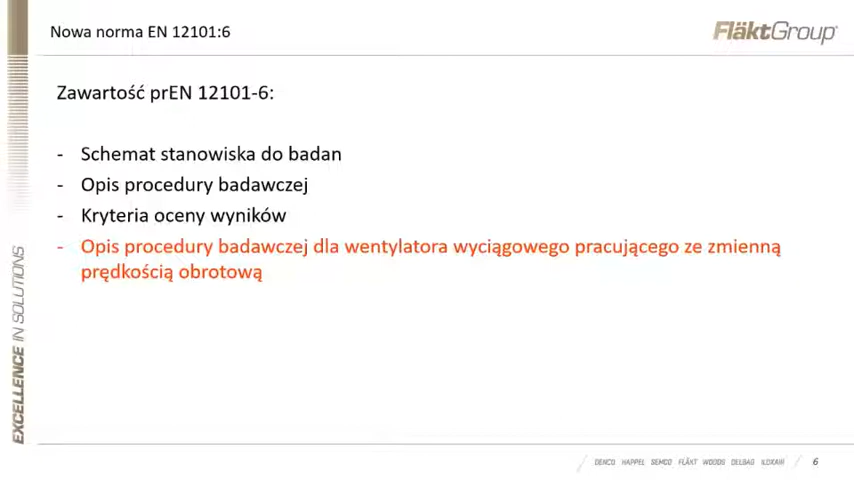 Nowa norma EN 12101:6
FläktGroup®
Zawartość prEN 12101-6:
- Schemat stanowiska do badan
- Opis procedury badawczej
- Kryteria oceny wyników
- Opis procedury badawczej dla wentylatora wyciągowego pracującego ze zmienną
prędkością obrotową
EXCELLENCE IN SOLUTIONS
DENCO HAPPEL SEMCO FLÄKT WOODS DELBAG ILOXAIR
6